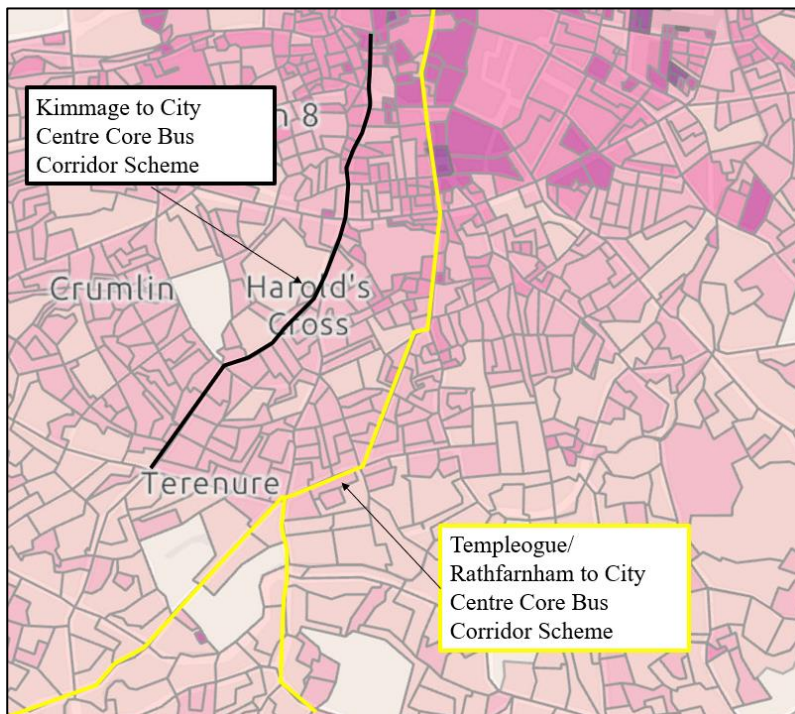 Kimmage to City
Centre Core Bus
Corridor Scheme
n 8
Crumlin
Harold's
Cross
Terenure
Templeogue/
Rathfarnham to City
Centre Core Bus
Corridor Scheme